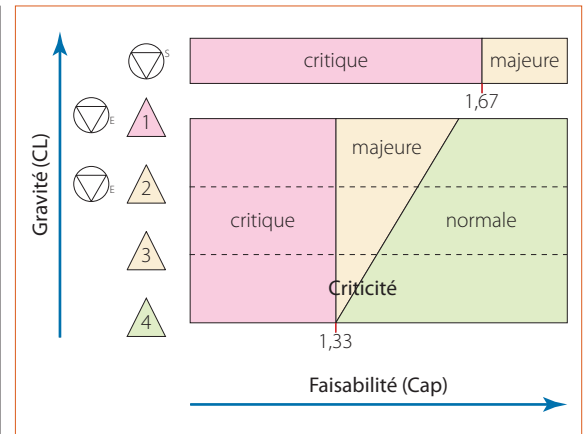 Gravité (CL)
S
critique
majeure
1,67
E
1
majeure
E
2
critique
normale
3
Criticité
4
1,33
Faisabilité (Cap)